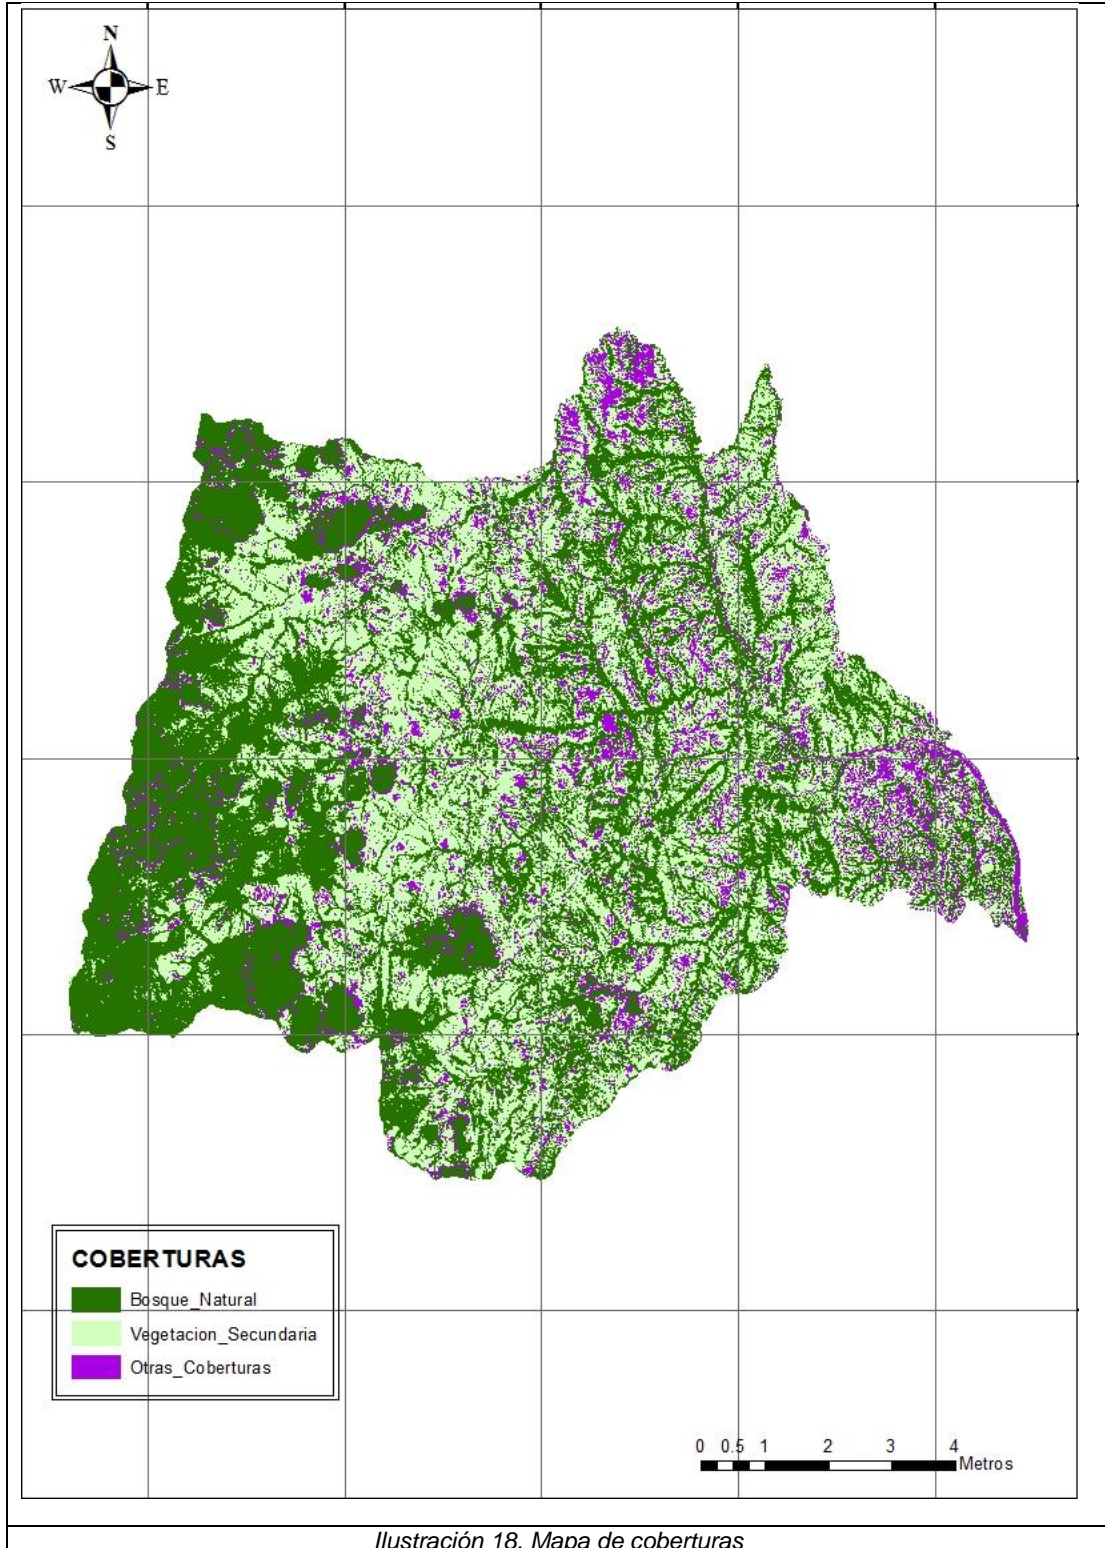 N
W E
S
COBERTURAS
Bosque_Natural
Vegetacion_Secundaria
Otras_Coberturas
0 0.5 1 2 3 4
Metros
Ilustración 18. Mapa de coberturas